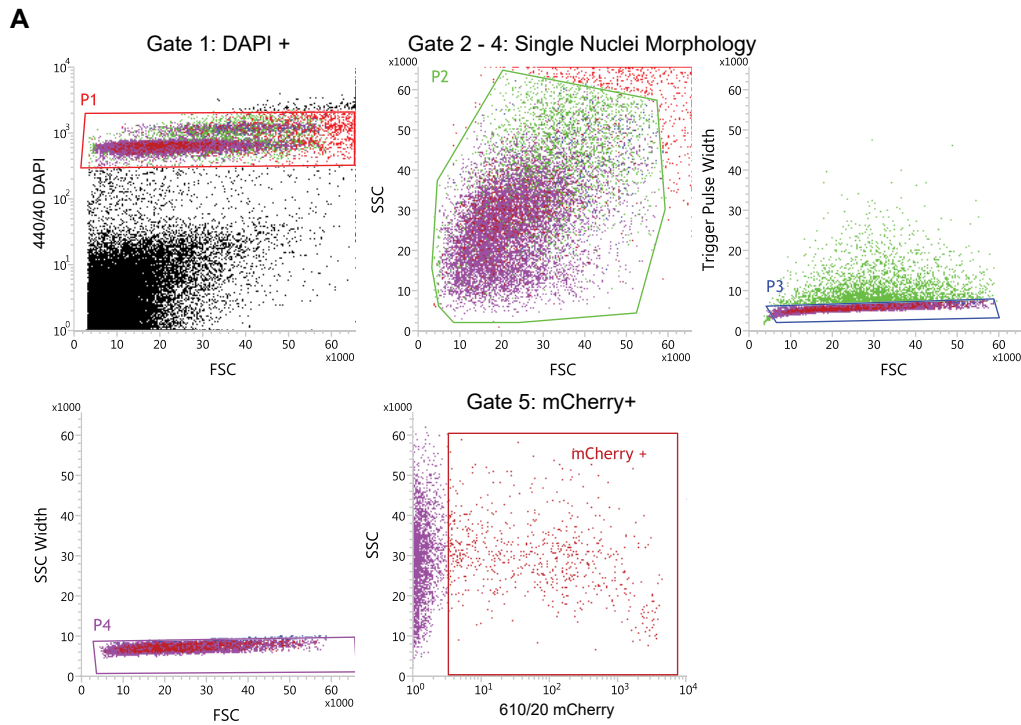 A
Gate 1: DAPI +
Gate 2 - 4: Single Nuclei Morphology
P1
10^4
10^3
10^2
10^1
10^0
440/40 DAPI
0 10 20 30 40 50 60
x1000
FSC
x1000
P2
60
50
40
30
20
10
0
SSC
0 10 20 30 40 50 60
x1000
FSC
x1000
60
50
40
30
20
10
0
Trigger Pulse Width
P3
0 10 20 30 40 50 60
x1000
FSC
x1000
60
50
40
30
20
10
0
SSC Width
P4
0 10 20 30 40 50 60
x1000
FSC
Gate 5: mCherry+
x1000
60
50
40
30
20
10
0
SSC
mCherry +
10^0 10^1 10^2 10^3 10^4
610/20 mCherry